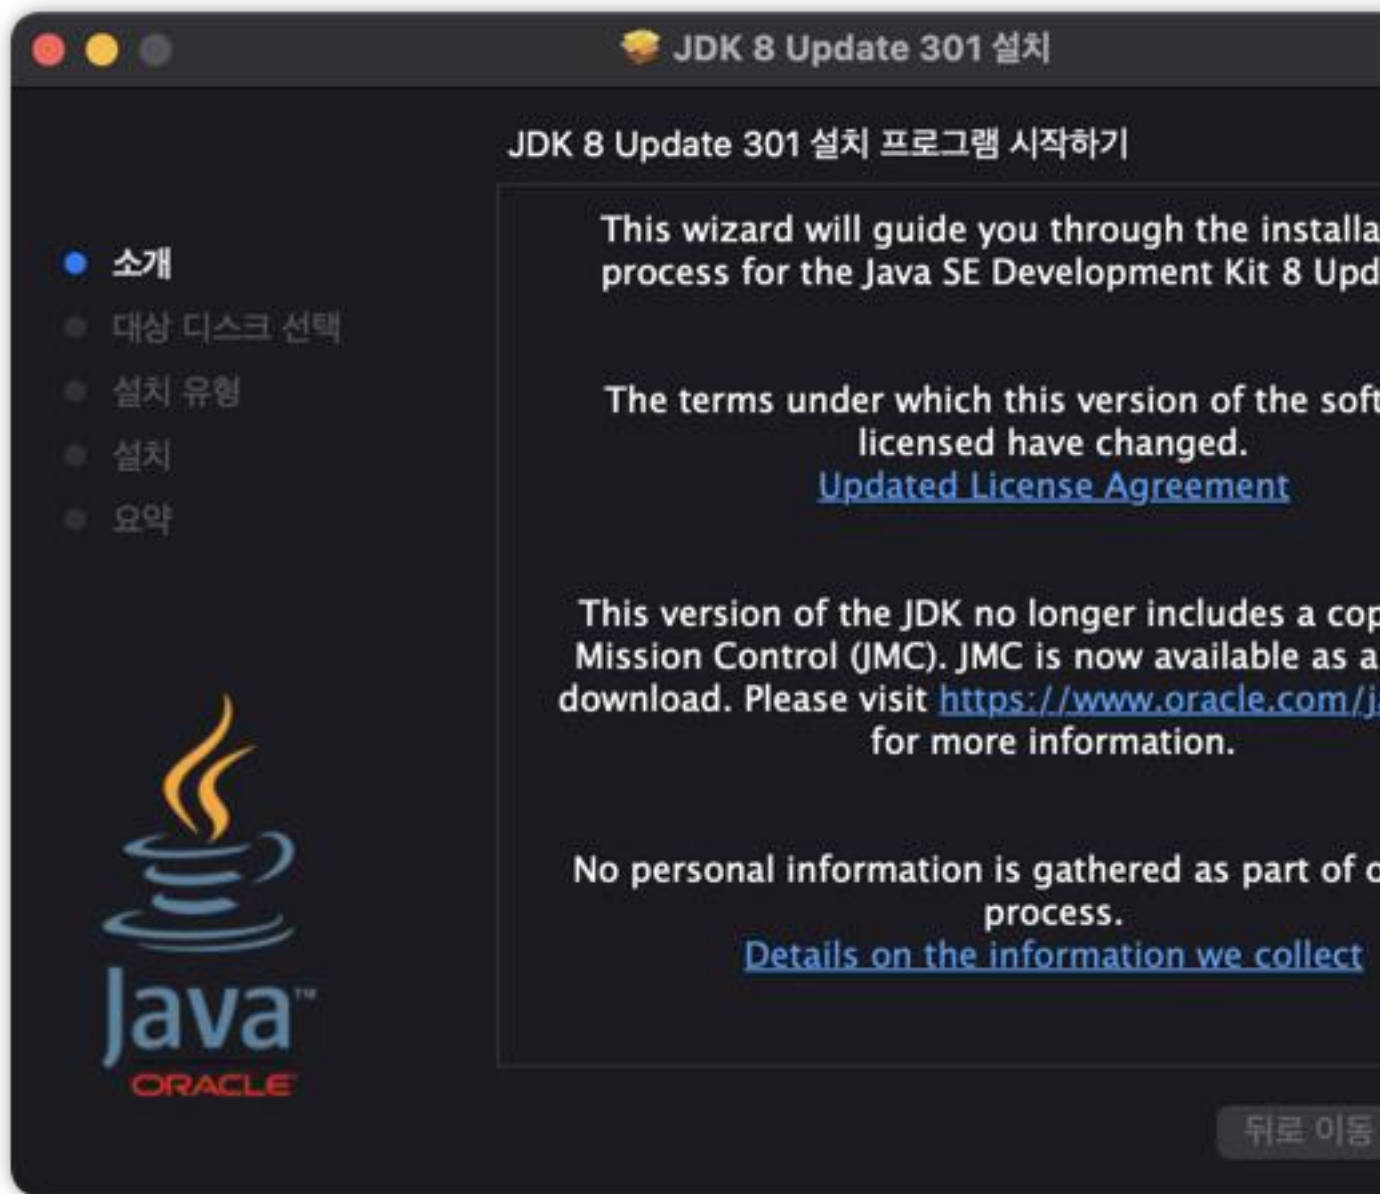 JDK 8 Update 301 설치
JDK 8 Update 301 설치 프로그램 시작하기
소개
대상 디스크 선택
설치 유형
설치
요약
This wizard will guide you through the installa
process for the Java SE Development Kit 8 Upd
The terms under which this version of the soft
licensed have changed.
Updated License Agreement
This version of the JDK no longer includes a cop
Mission Control (JMC). JMC is now available as a
download. Please visit https://www.oracle.com/j
for more information.
No personal information is gathered as part of o
process.
Details on the information we collect
Java™
ORACLE
뒤로 이동